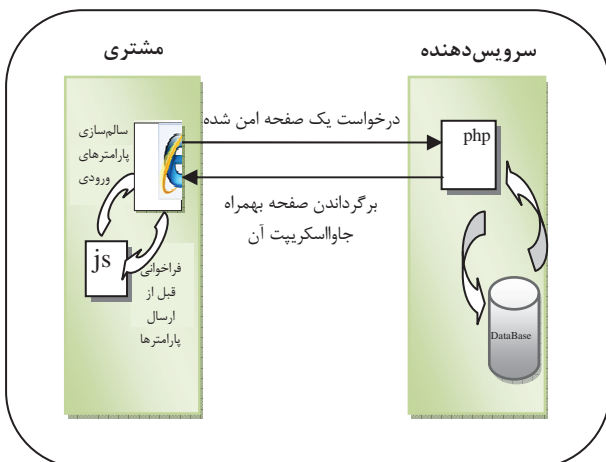 سرویس‌دهنده
مشتری
درخواست یک صفحه امن شده
برگرداندن صفحه بهمراه
جاوااسکریپت آن
php
DataBase
سالم‌سازی
پارامترهای
ورودی
js
فراخوانی
قبل از
ارسال
پارامترها